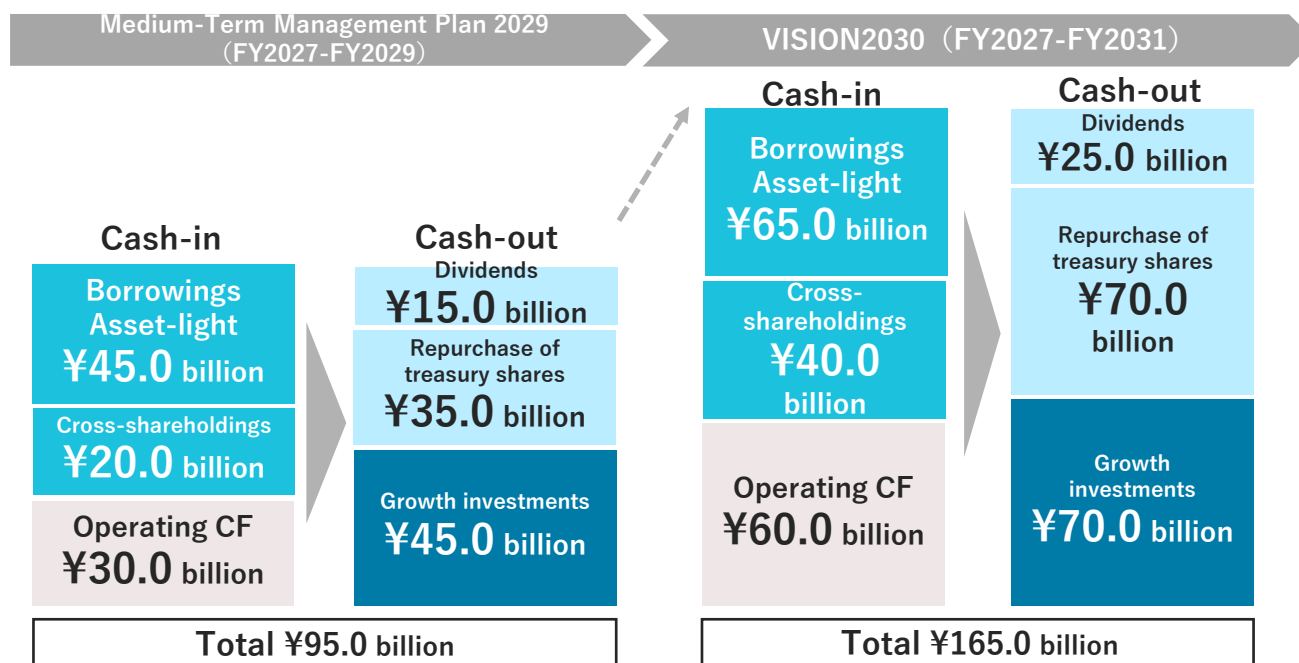 Medium-Term Management Plan 2029
（FY2027-FY2029）
VISION2030（FY2027-FY2031）
Cash-in
Borrowings
Asset-light
¥45.0 billion
Cross-shareholdings
¥20.0 billion
Operating CF
¥30.0 billion
Cash-out
Dividends
¥15.0 billion
Repurchase of
treasury shares
¥35.0 billion
Growth investments
¥45.0 billion
Total ¥95.0 billion
Cash-in
Borrowings
Asset-light
¥65.0 billion
Cross-
shareholdings
¥40.0
billion
Operating CF
¥60.0 billion
Cash-out
Dividends
¥25.0 billion
Repurchase of
treasury shares
¥70.0
billion
Growth
investments
¥70.0 billion
Total ¥165.0 billion